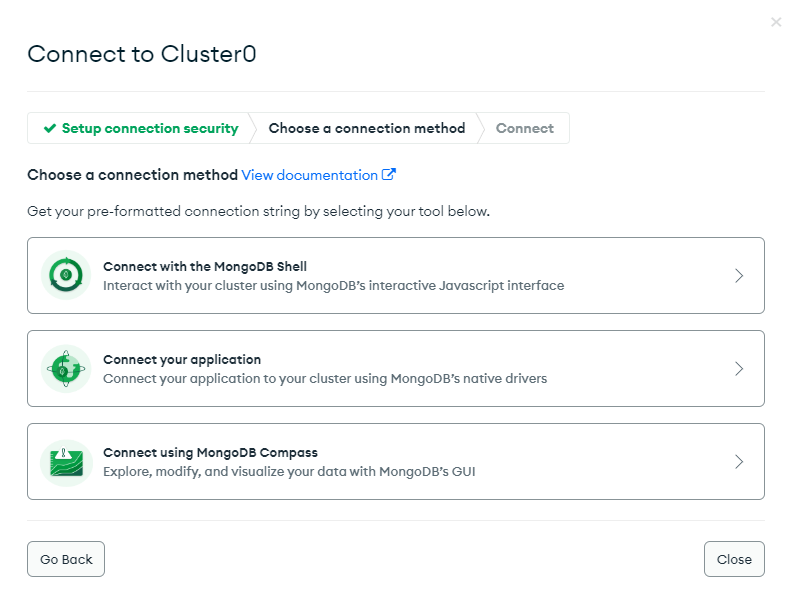 Connect to Cluster0
Setup connection security
Choose a connection method
Connect
Choose a connection method View documentation
Get your pre-formatted connection string by selecting your tool below.
Connect with the MongoDB Shell
Interact with your cluster using MongoDB's interactive Javascript interface
Connect your application
Connect your application to your cluster using MongoDB's native drivers
Connect using MongoDB Compass
Explore, modify, and visualize your data with MongoDB's GUI
Go Back
Close